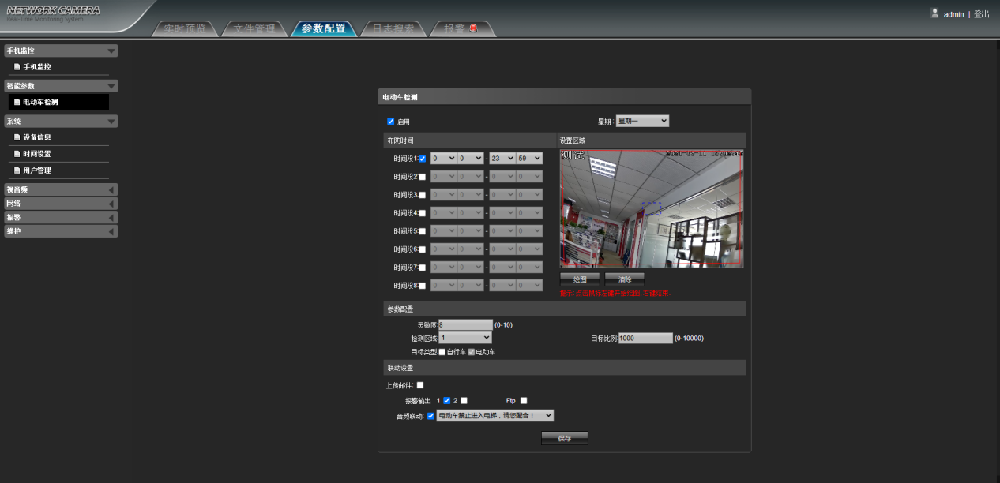 NETWORK CAMERA
Real-Time Monitoring System
admin | 登出
实时预览 文件管理 参数配置 日志搜索 报警
手机监控
手机监控
智能参数
电动车检测
系统
设备信息
时间设置
用户管理
视音频
网络
报警
维护
电动车检测
启用 星期: 星期一
布防时间 设置区域
时间段1: 0 0 - 23 59
时间段2: 0 0 - 0 0
时间段3: 0 0 - 0 0
时间段4: 0 0 - 0 0
时间段5: 0 0 - 0 0
时间段6: 0 0 - 0 0
时间段7: 0 0 - 0 0
时间段8: 0 0 - 0 0
测试
绘图 清除
提示: 点击鼠标左键开始绘图,右键结束
参数配置
灵敏度: 8 (0-10)
检测区域: 1 目标比例: 1000 (0-10000)
目标类型: 自行车 电动车
联动设置
上传邮件:
报警输出: 1 2 Ftp:
音频联动: 电动车禁止进入电梯，请您配合！
保存